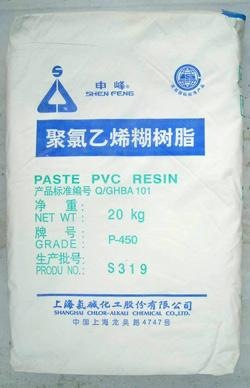 申峰
SHEN FENG
聚氯乙烯糊树脂
PASTE PVC RESIN
产品标准编号 Q/GHBA101
净 重:
NET WT: 20 kg
牌 号:
GRADE: P-450
生产批号:
PRODU NO.: S319
上海氯碱化工股份有限公司
SHANGHAI CHLOR-ALKALI CHEMICAL CO.,LTD.
中国上海龙吴路4747号